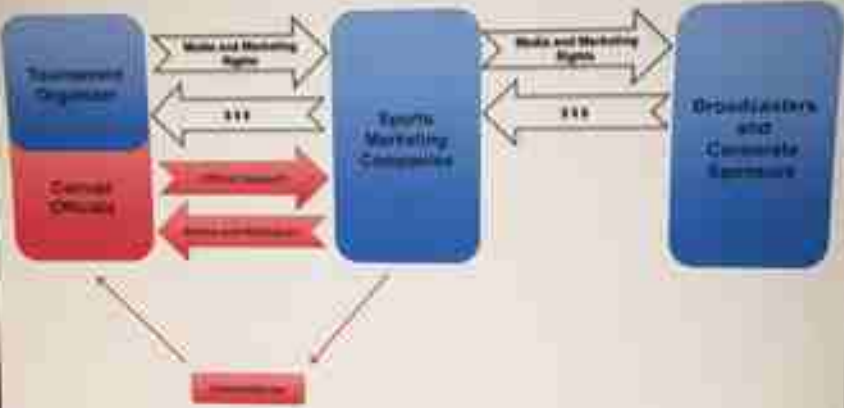 Tournament
Organizer
Corrupt
Officials
Media and Marketing
Rights
$ $ $
Sports
Marketing
Companies
Media and Marketing
Rights
$ $ $
Broadcasters
and
Corporate
Sponsors